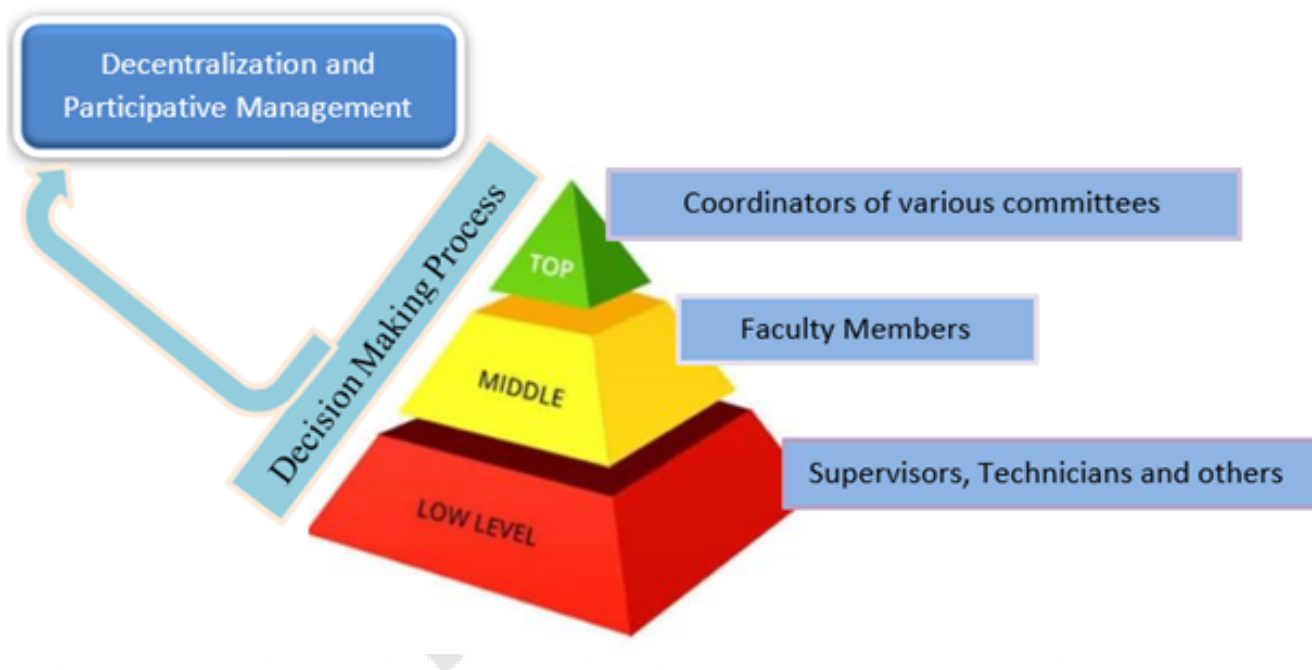 Decentralization and
Participative Management
Decision Making Process
Coordinators of various committees
TOP
Faculty Members
MIDDLE
Supervisors, Technicians and others
LOW LEVEL